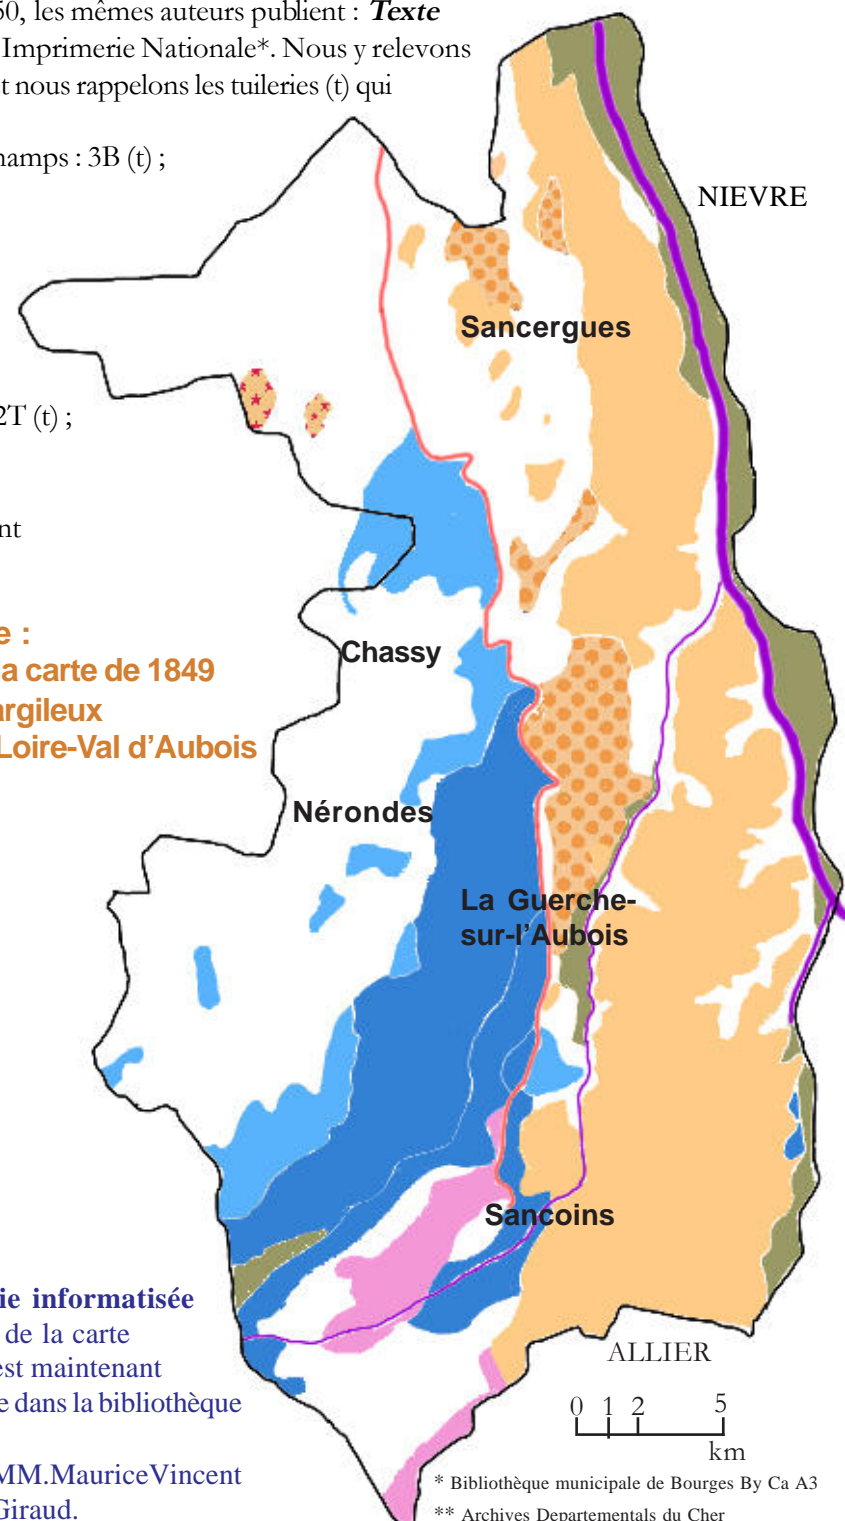 50, les mêmes auteurs publient : Texte
Imprimerie Nationale*. Nous y relevons
et nous rappelons les tuileries (t) qui
hamps : 3B (t) ;
NIEVRE
Sancergues
2T (t) ;
nt
e :
a carte de 1849
argileux
Loire-Val d'Aubois
Chassy
Nérondes
La Guerche-
sur-l'Aubois
Sancoins
ie informatisée
de la carte
est maintenant
e dans la bibliothèque
MM.MauriceVincent
Giraud.
ALLIER
0 1 2 5
km
* Bibliothèque municipale de Bourges By Ca A3
** Archives Departementals du Cher